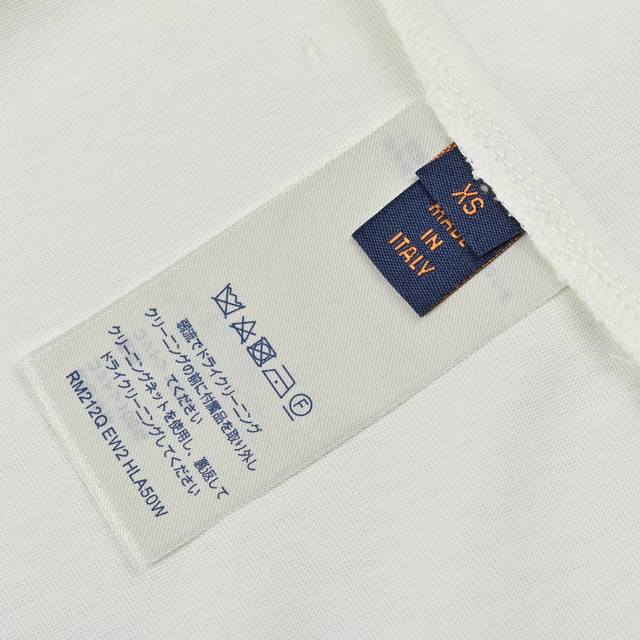 XS
MADE
IN
ITALY
F
弱流でドライクリーニング
クリーニングの前に付属品を取り外し
てください
クリーニングネットを使用し、裏返して
ドライクリーニングしてください
RM212Q EW2 HLA50W